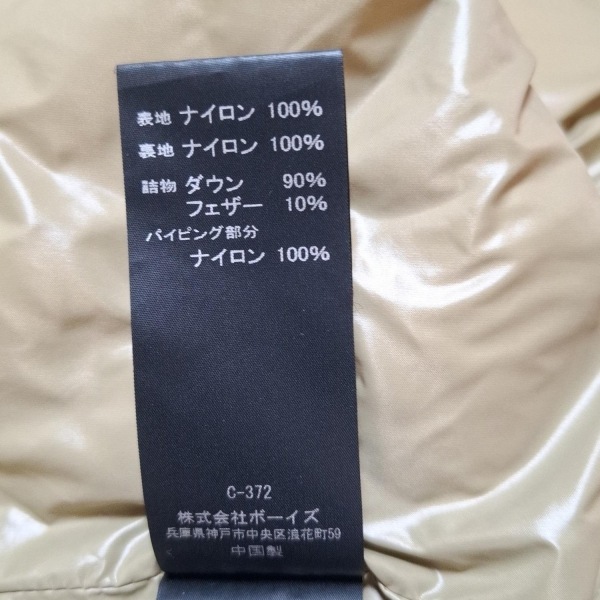 表地 ナイロン 100%
裏地 ナイロン 100%
詰物 ダウン 90%
フェザー 10%
パイピング部分
ナイロン 100%
C-372
株式会社ボーイズ
兵庫県神戸市中央区浪花町59
中国製